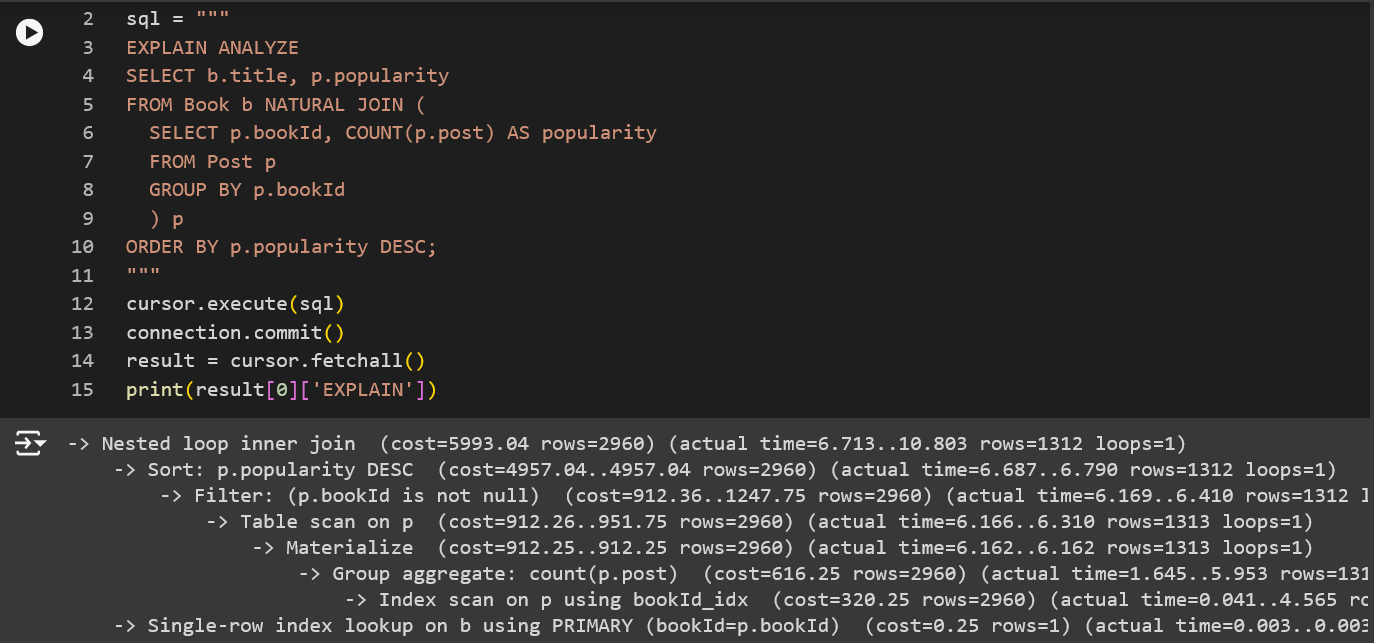 2 sql = """
3 EXPLAIN ANALYZE
4 SELECT b.title, p.popularity
5 FROM Book b NATURAL JOIN (
6   SELECT p.bookId, COUNT(p.post) AS popularity
7   FROM Post p
8   GROUP BY p.bookId
9   ) p
10 ORDER BY p.popularity DESC;
11 """
12 cursor.execute(sql)
13 connection.commit()
14 result = cursor.fetchall()
15 print(result[0]['EXPLAIN'])
-> Nested loop inner join  (cost=5993.04 rows=2960) (actual time=6.713..10.803 rows=1312 loops=1)
    -> Sort: p.popularity DESC  (cost=4957.04..4957.04 rows=2960) (actual time=6.687..6.790 rows=1312 loops=1)
        -> Filter: (p.bookId is not null)  (cost=912.36..1247.75 rows=2960) (actual time=6.169..6.410 rows=1312 l
            -> Table scan on p  (cost=912.26..951.75 rows=2960) (actual time=6.166..6.310 rows=1313 loops=1)
                -> Materialize  (cost=912.25..912.25 rows=2960) (actual time=6.162..6.162 rows=1313 loops=1)
                    -> Group aggregate: count(p.post)  (cost=616.25 rows=2960) (actual time=1.645..5.953 rows=131
                        -> Index scan on p using bookId_idx  (cost=320.25 rows=2960) (actual time=0.041..4.565 ro
    -> Single-row index lookup on b using PRIMARY (bookId=p.bookId)  (cost=0.25 rows=1) (actual time=0.003..0.003